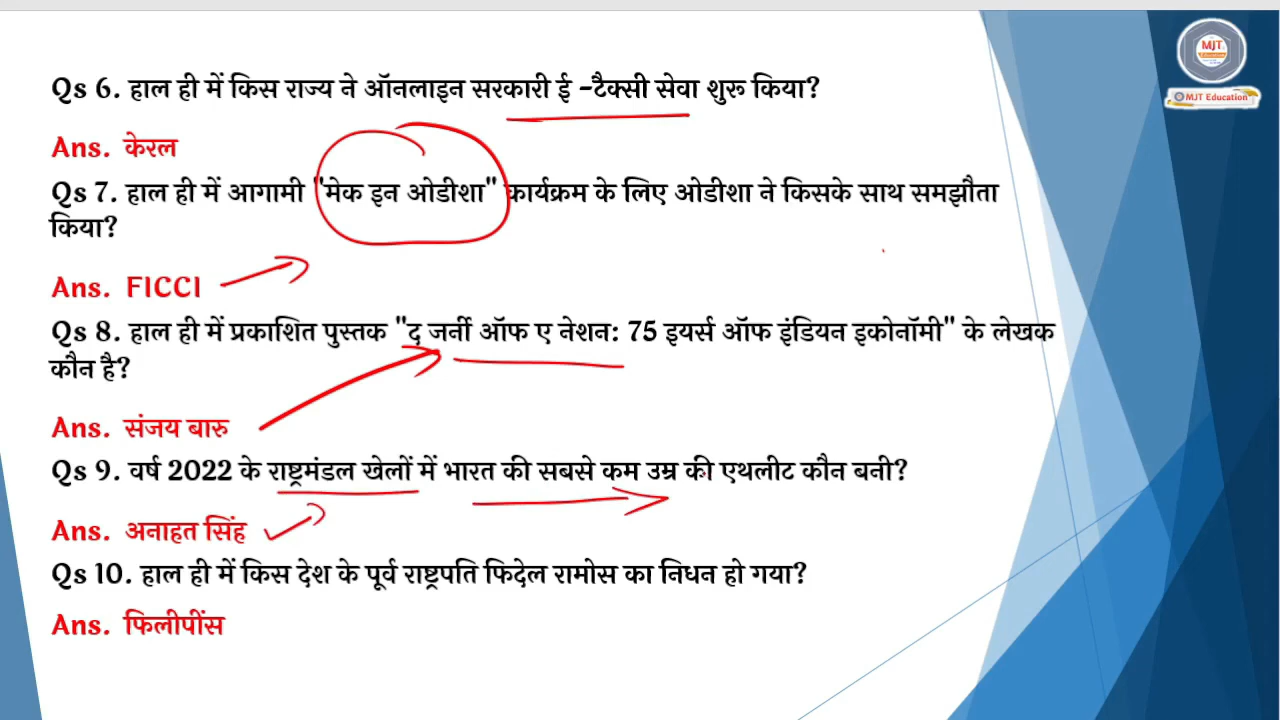 MJT
Education
MJT Education
Qs 6. हाल ही में किस राज्य ने ऑनलाइन सरकारी ई -टैक्सी सेवा शुरू किया?
Ans. केरल
Qs 7. हाल ही में आगामी "मेक इन ओडीशा" कार्यक्रम के लिए ओडीशा ने किसके साथ समझौता
किया?
Ans. FICCI
Qs 8. हाल ही में प्रकाशित पुस्तक "द जर्नी ऑफ ए नेशन: 75 इयर्स ऑफ इंडियन इकोनॉमी" के लेखक
कौन है?
Ans. संजय बारु
Qs 9. वर्ष 2022 के राष्ट्रमंडल खेलों में भारत की सबसे कम उम्र की एथलीट कौन बनी?
Ans. अनाहत सिंह
Qs 10. हाल ही में किस देश के पूर्व राष्ट्रपति फिदेल रामोस का निधन हो गया?
Ans. फिलीपींस